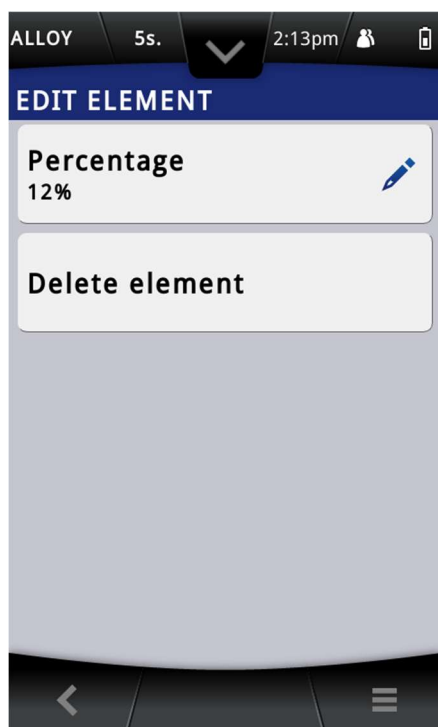 ALLOY 5s. 2:13pm
EDIT ELEMENT
Percentage
12%
Delete element